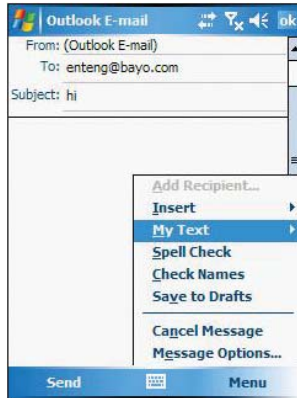 Outlook E-mail ok
From: (Outlook E-mail)
To: enteng@bayo.com
Subject: hi
Add Recipient...
Insert
My Text
Spell Check
Check Names
Save to Drafts
Cancel Message
Message Options...
Send Menu